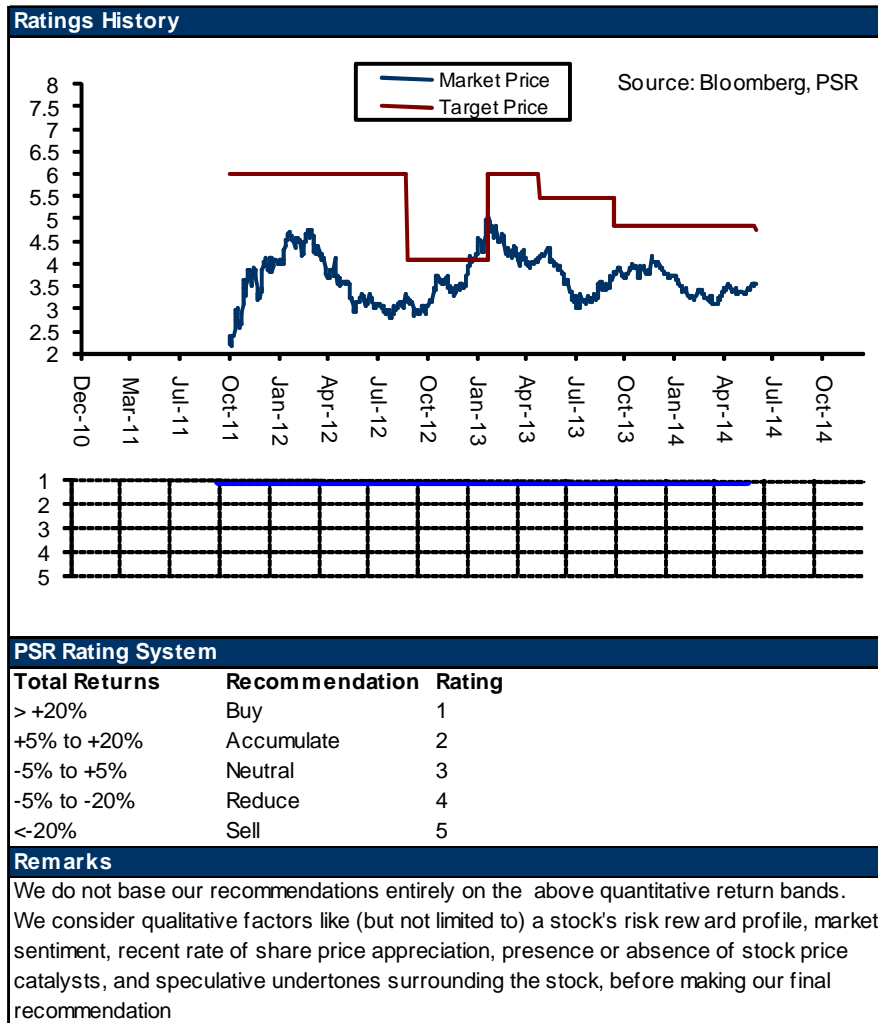 Ratings History
Market Price
Target Price
Source: Bloomberg, PSR
8
7.5
7
6.5
6
5.5
5
4.5
4
3.5
3
2.5
2
Dec-10
Mar-11
Jul-11
Oct-11
Jan-12
Apr-12
Jul-12
Oct-12
Jan-13
Apr-13
Jul-13
Oct-13
Jan-14
Apr-14
Jul-14
Oct-14
1
2
3
4
5
PSR Rating System
Total Returns Recommendation Rating
> +20% Buy 1
+5% to +20% Accumulate 2
-5% to +5% Neutral 3
-5% to -20% Reduce 4
<-20% Sell 5
Remarks
We do not base our recommendations entirely on the above quantitative return bands.
We consider qualitative factors like (but not limited to) a stock's risk reward profile, market
sentiment, recent rate of share price appreciation, presence or absence of stock price
catalysts, and speculative undertones surrounding the stock, before making our final
recommendation